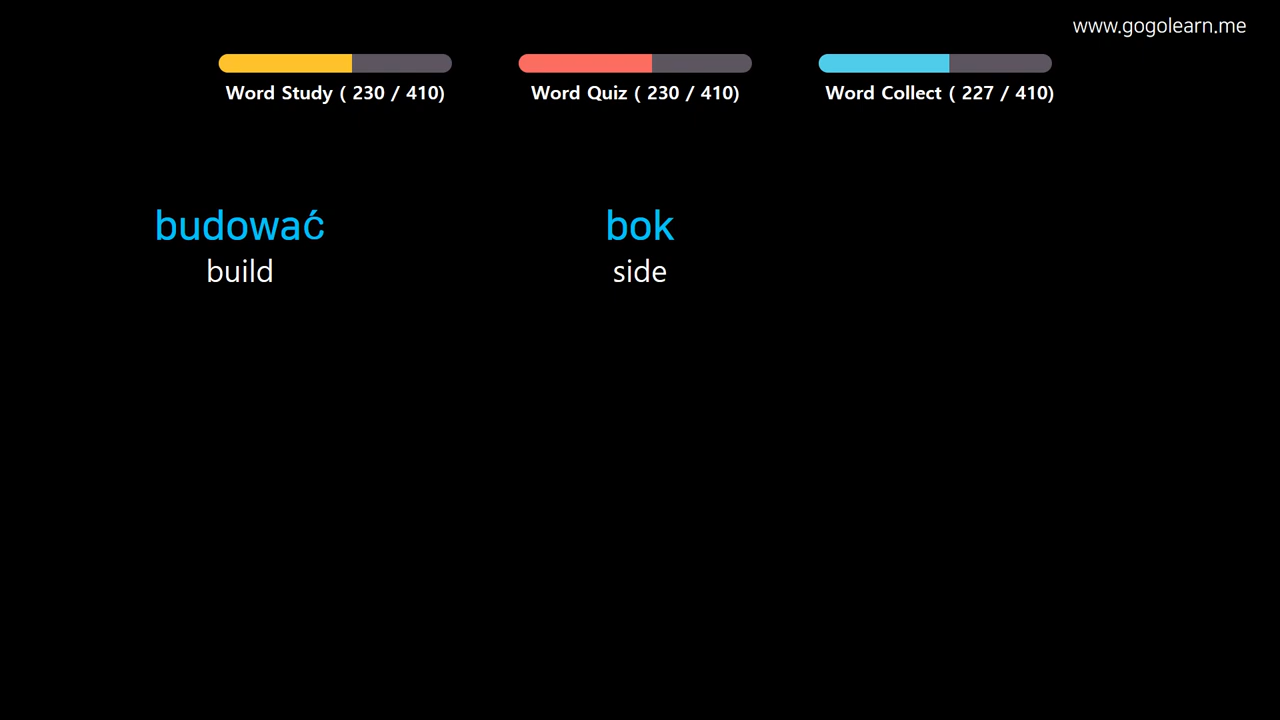 www.gogolearn.me
Word Study ( 230 / 410)
Word Quiz ( 230 / 410)
Word Collect ( 227 / 410)
budować
build
bok
side